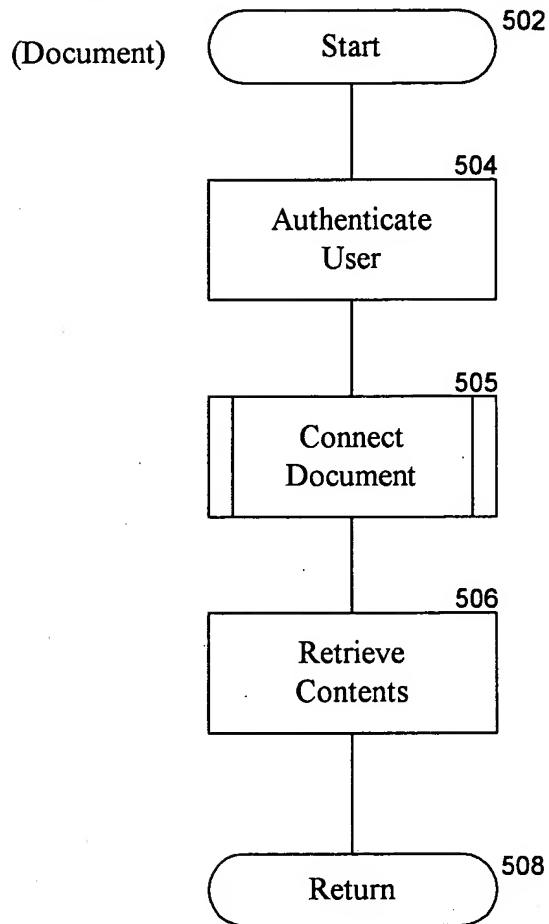 502
(Document)
Start
504
Authenticate
User
505
Connect
Document
506
Retrieve
Contents
508
Return